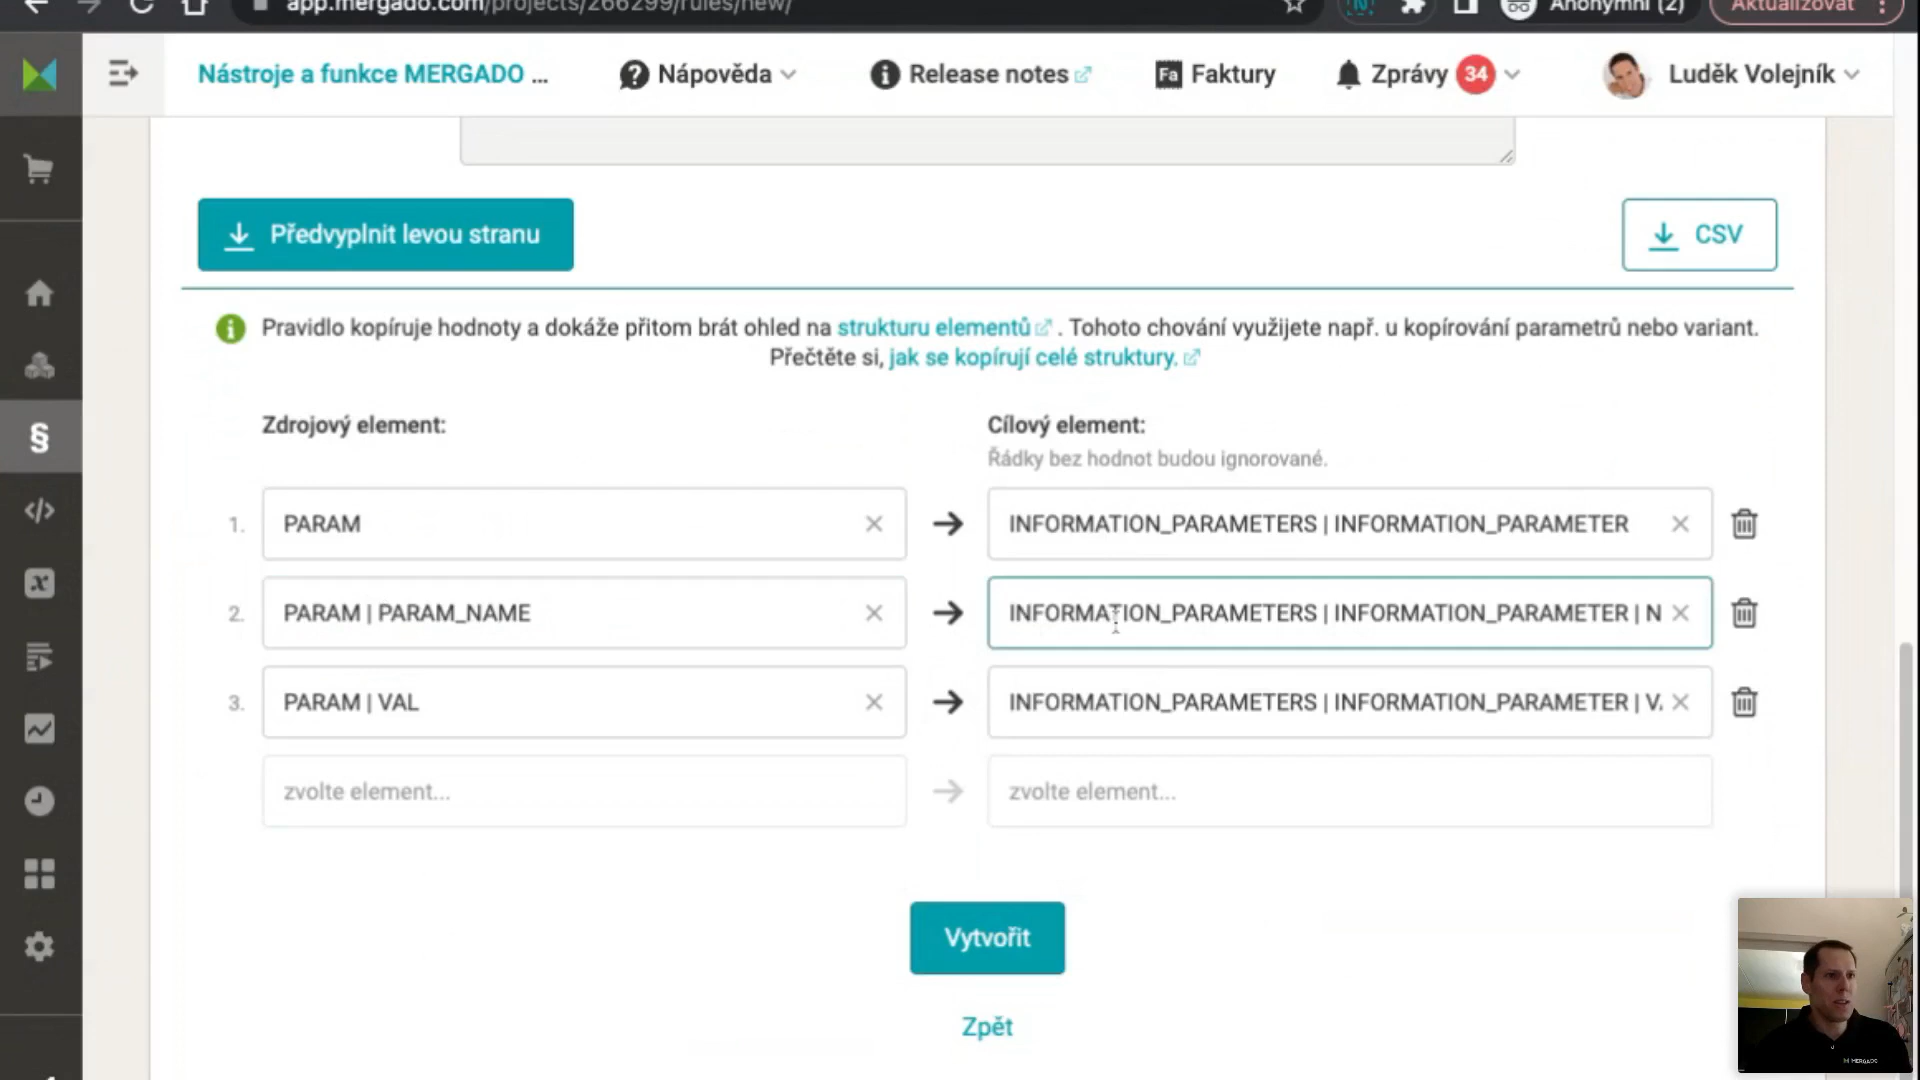 app.mergado.com/projects/266299/rules/new/
Anonymní (2)
Aktualizovat
Nástroje a funkce MERGADO ...
Nápověda
Release notes
Fa Faktury
Zprávy 34
Luděk Volejník
Předvyplnit levou stranu
CSV
Pravidlo kopíruje hodnoty a dokáže přitom brát ohled na strukturu elementů . Tohoto chování využijete např. u kopírování parametrů nebo variant.
Přečtěte si, jak se kopírují celé struktury.
Zdrojový element:
Cílový element:
Řádky bez hodnot budou ignorované.
1. PARAM
INFORMATION_PARAMETERS | INFORMATION_PARAMETER
2. PARAM | PARAM_NAME
INFORMATION_PARAMETERS | INFORMATION_PARAMETER | N
3. PARAM | VAL
INFORMATION_PARAMETERS | INFORMATION_PARAMETER | V
zvolte element...
zvolte element...
Vytvořit
Zpět
MERGADO